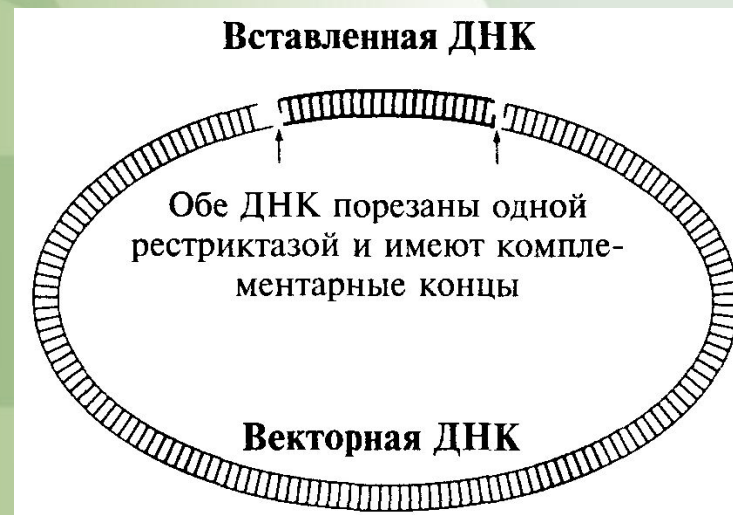 Вставленная ДНК
Обе ДНК порезаны одной
рестриктазой и имеют компле-
ментарные концы
Векторная ДНК